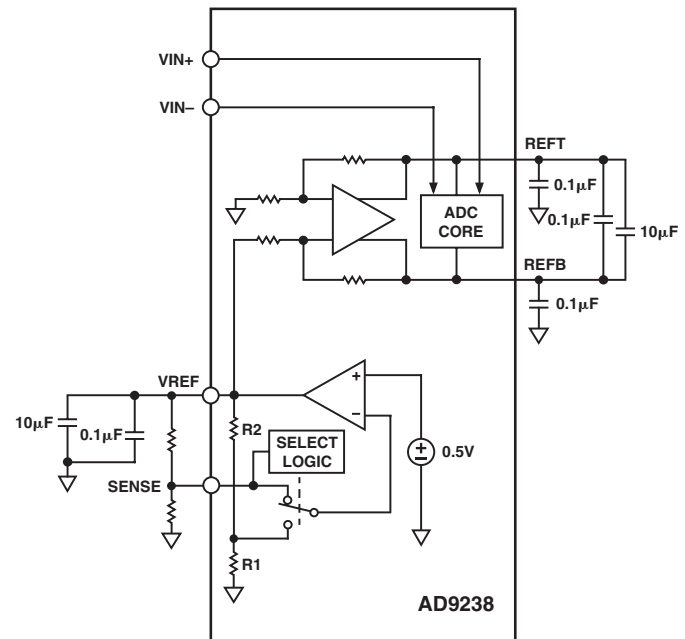 VIN+
VIN–
REFT
0.1µF
ADC
CORE
0.1µF
10µF
REFB
0.1µF
VREF
+
–
10µF
0.1µF
R2
SELECT
LOGIC
0.5V
SENSE
R1
AD9238